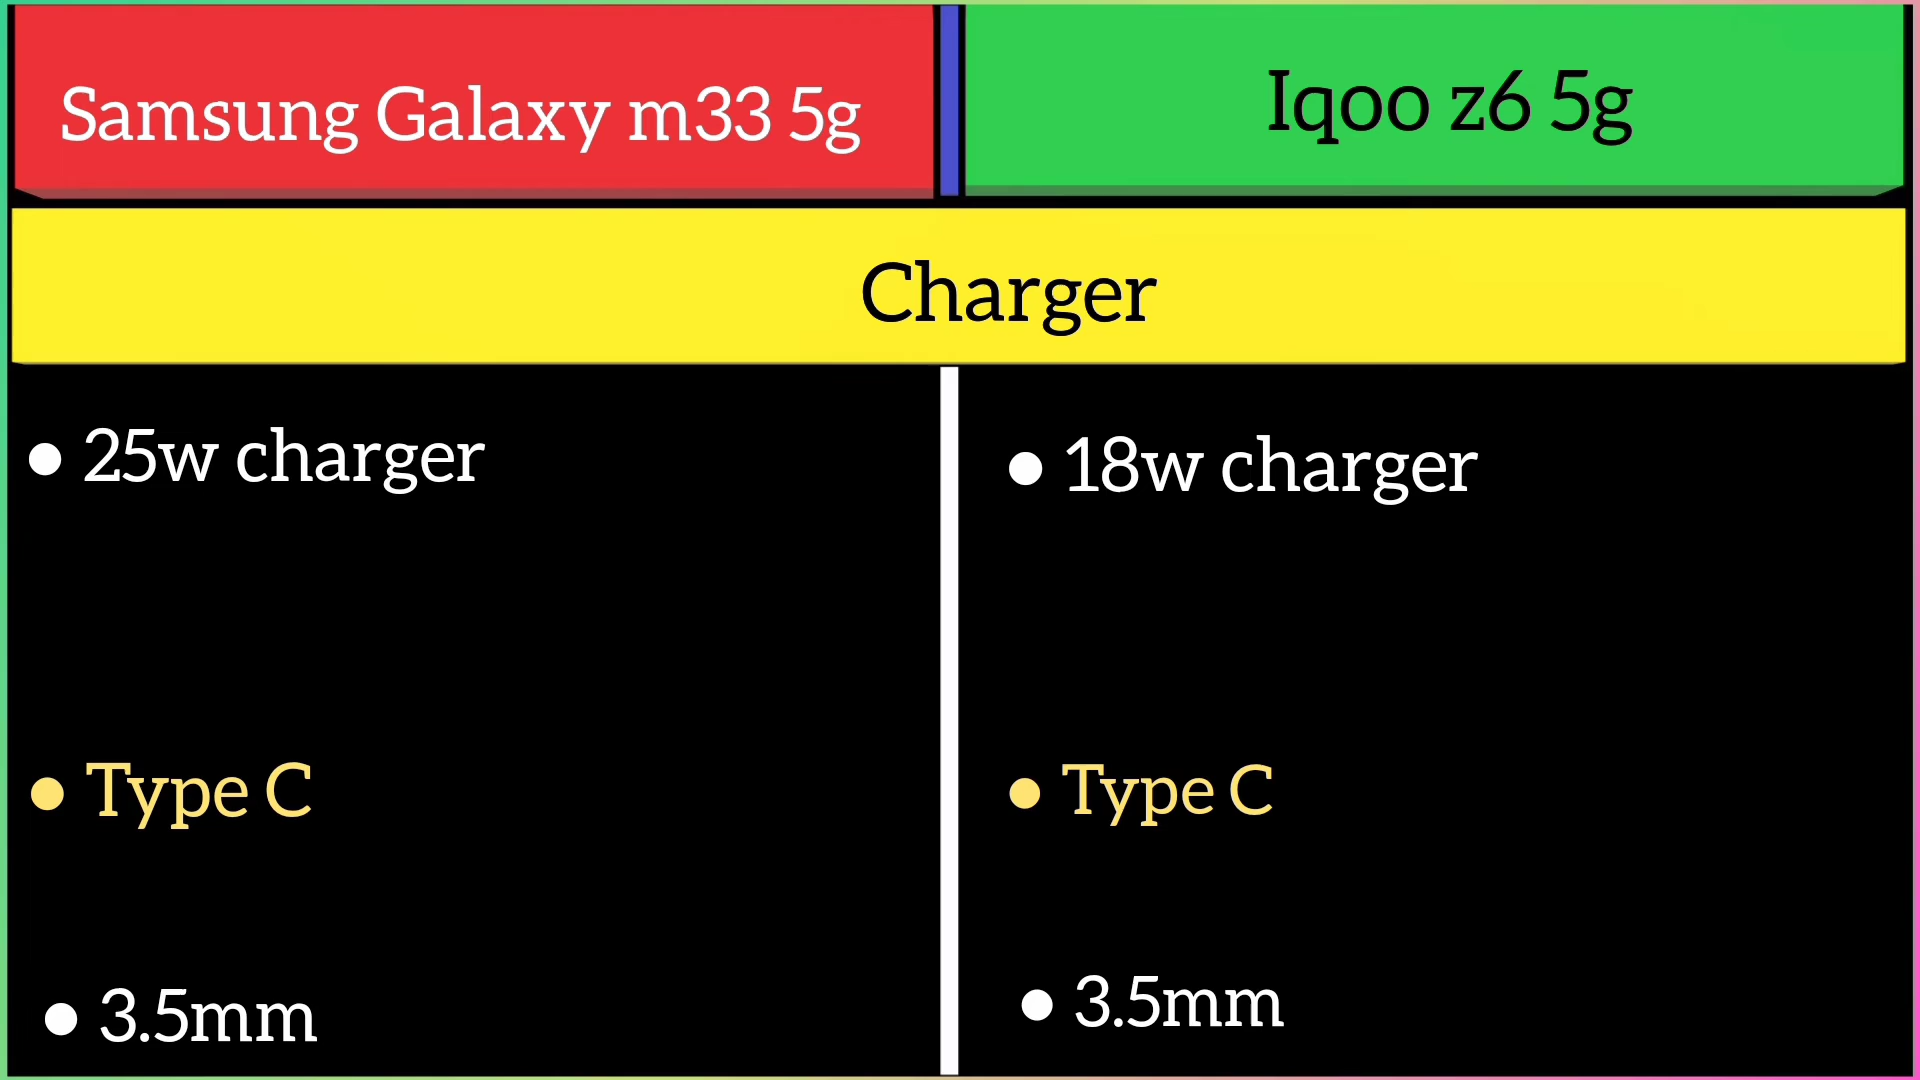 Samsung Galaxy m33 5g
Iqoo z6 5g
Charger
• 25w charger
• 18w charger
• Type C
• Type C
• 3.5mm
• 3.5mm